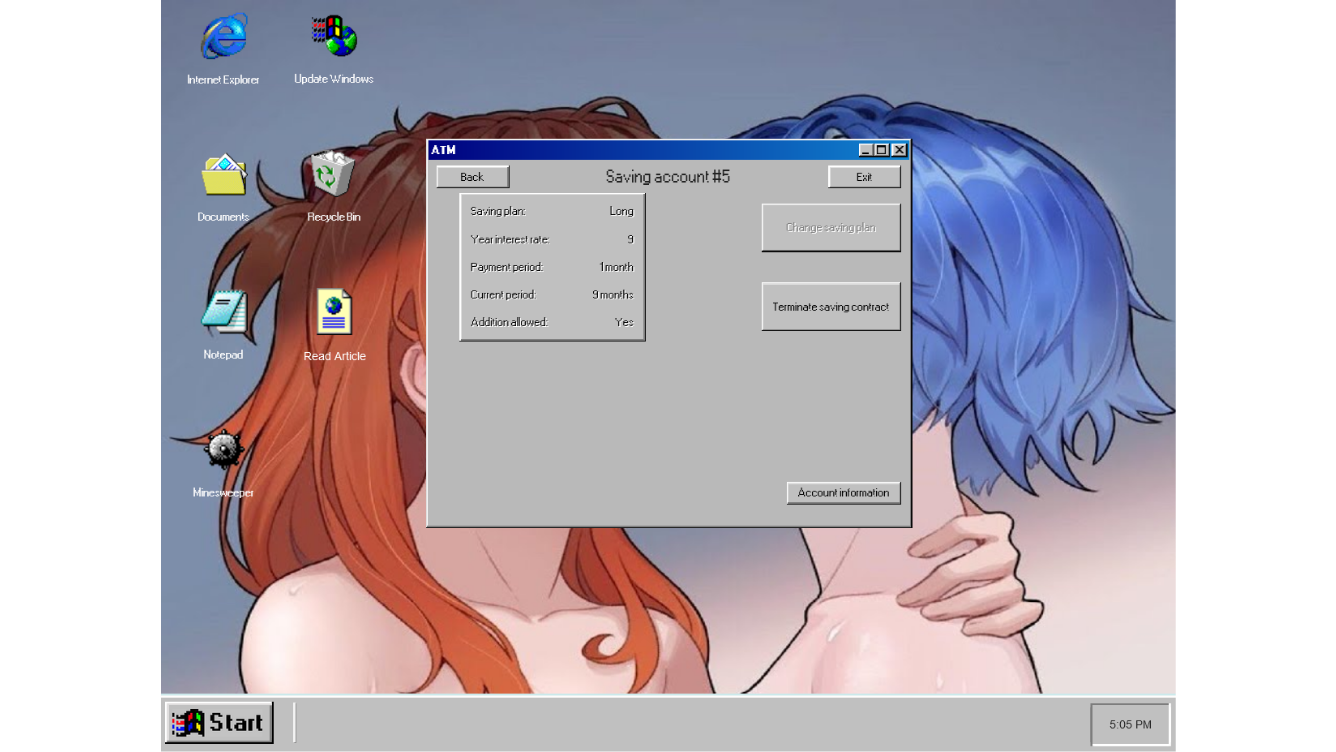 Internet Explorer
Update Windows
Documents
Recycle Bin
Notepad
Read Article
Minesweeper
ATM
Back
Saving account #5
Exit
Saving plan: Long
Year interest rate: 9
Payment period: 1 month
Current period: 9 months
Addition allowed: Yes
Change saving plan
Terminate saving contract
Account information
Start
5:05 PM